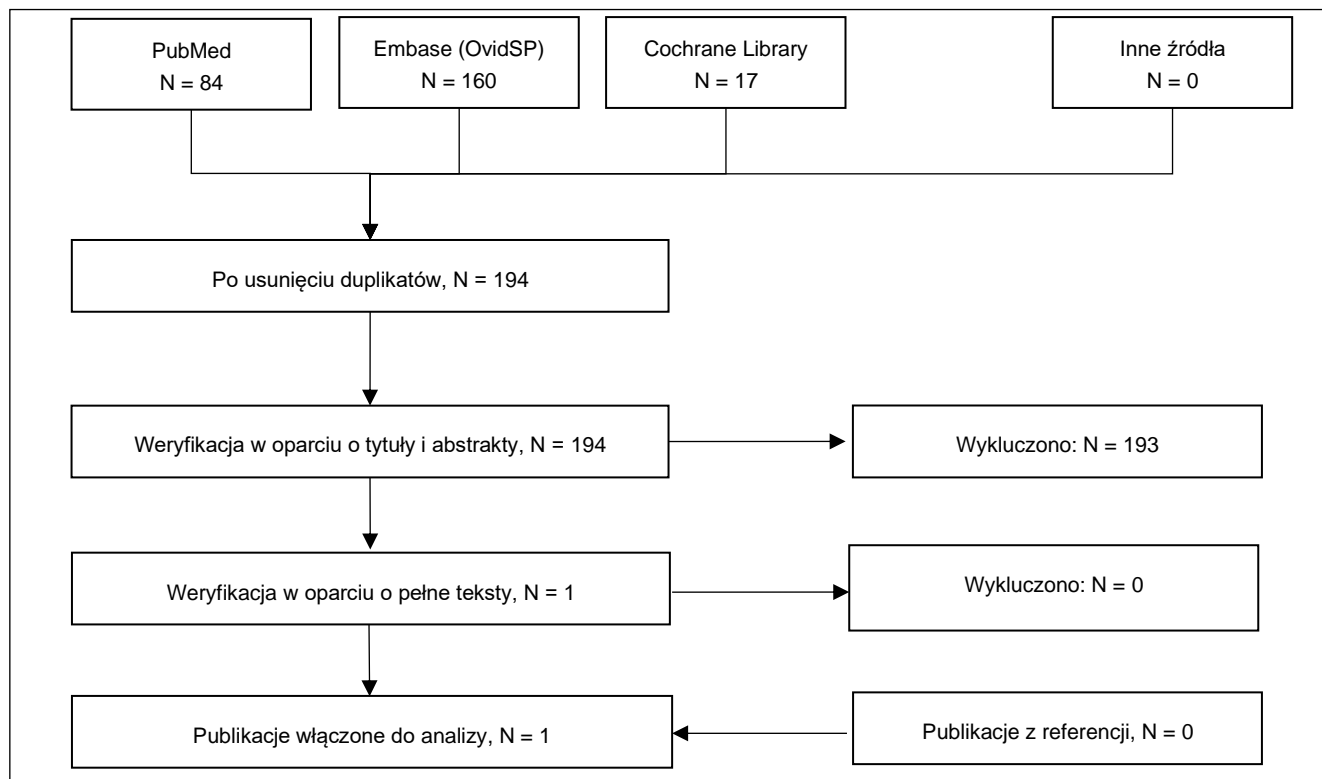 PubMed
N = 84
Embase (OvidSP)
N = 160
Cochrane Library
N = 17
Inne źródła
N = 0
Po usunięciu duplikatów, N = 194
Weryfikacja w oparciu o tytuły i abstrakty, N = 194
Wykluczono: N = 193
Weryfikacja w oparciu o pełne teksty, N = 1
Wykluczono: N = 0
Publikacje włączone do analizy, N = 1
Publikacje z referencji, N = 0